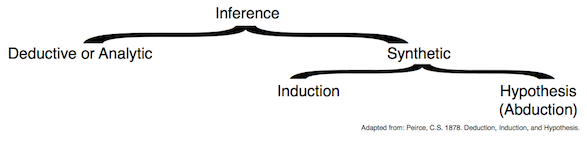 Inference
Deductive or Analytic
Synthetic
Induction
Hypothesis
(Abduction)
Adapted from: Peirce, C.S. 1878. Deduction, Induction, and Hypothesis.